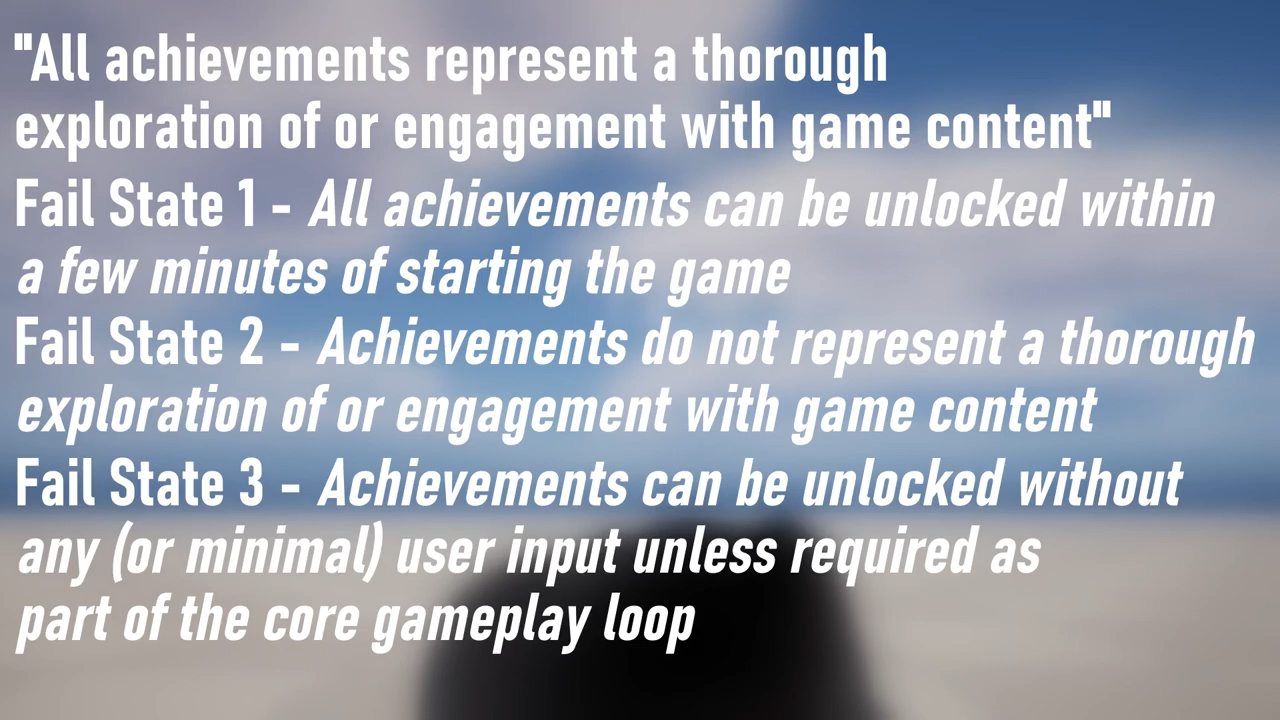 "All achievements represent a thorough
exploration of or engagement with game content"
Fail State 1 - All achievements can be unlocked within
a few minutes of starting the game
Fail State 2 - Achievements do not represent a thorough
exploration of or engagement with game content
Fail State 3 - Achievements can be unlocked without
any (or minimal) user input unless required as
part of the core gameplay loop